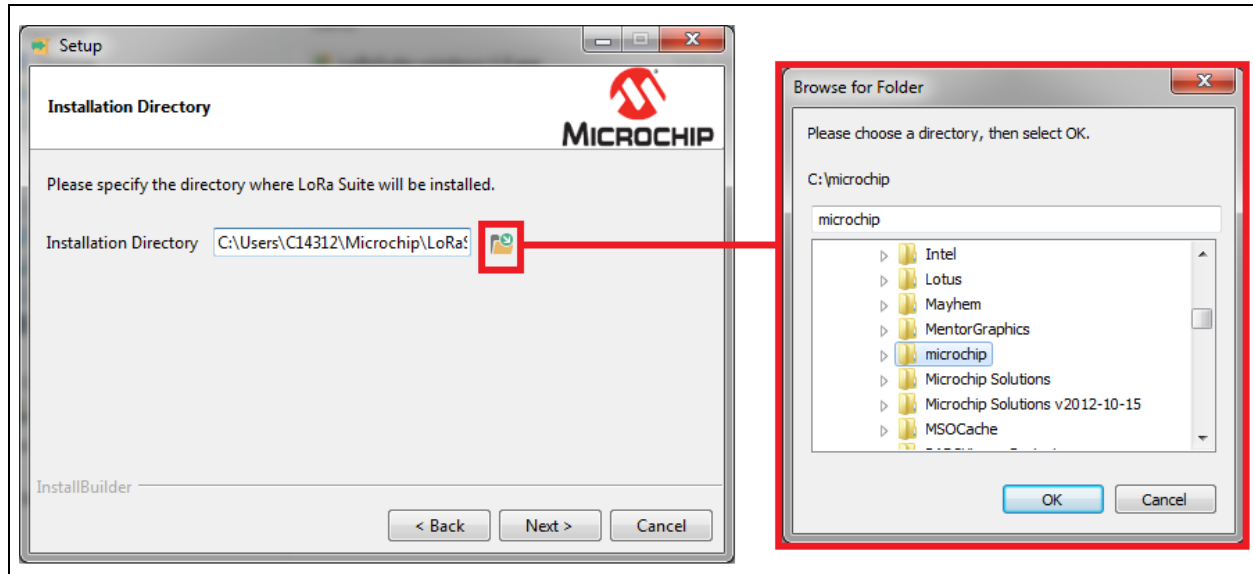 Setup
Installation Directory
MICROCHIP
Please specify the directory where LoRa Suite will be installed.
Installation Directory C:\Users\C14312\Microchip\LoRaS
InstallBuilder
< Back Next > Cancel
Browse for Folder
Please choose a directory, then select OK.
C:\microchip
microchip
Intel
Lotus
Mayhem
MentorGraphics
microchip
Microchip Solutions
Microchip Solutions v2012-10-15
MSOCache
OK Cancel